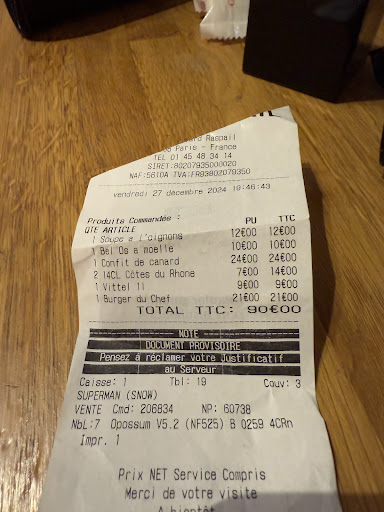 rd Raspail
Paris - France
TEL 01 45 48 34 14
SIRET:80207935000020
NAF:5610A TVA:FR93802079350
vendredi 27 décembre 2024 19:46:43
Produits Commandés :
QTE ARTICLE PU TTC
1 Soupe a l'oignons 12€00 12€00
1 Bel'Os a moelle 10€00 10€00
1 Confit de canard 24€00 24€00
2 14CL Côtes du Rhone 7€00 14€00
1 Vittel 1l 9€00 9€00
1 Burger du Chef 21€00 21€00
TOTAL TTC: 90€00
NOTE
DOCUMENT PROVISOIRE
Pensez à réclamer votre Justificatif
au Serveur
Caisse: 1 Tbl: 19 Couv: 3
SUPERMAN (SNOW)
VENTE Cmd: 206834 NP: 60738
NbL:7 Opossum V5.2 (NF525) B 0259 4CRn
Impr. 1
Prix NET Service Compris
Merci de votre visite
A bientôt